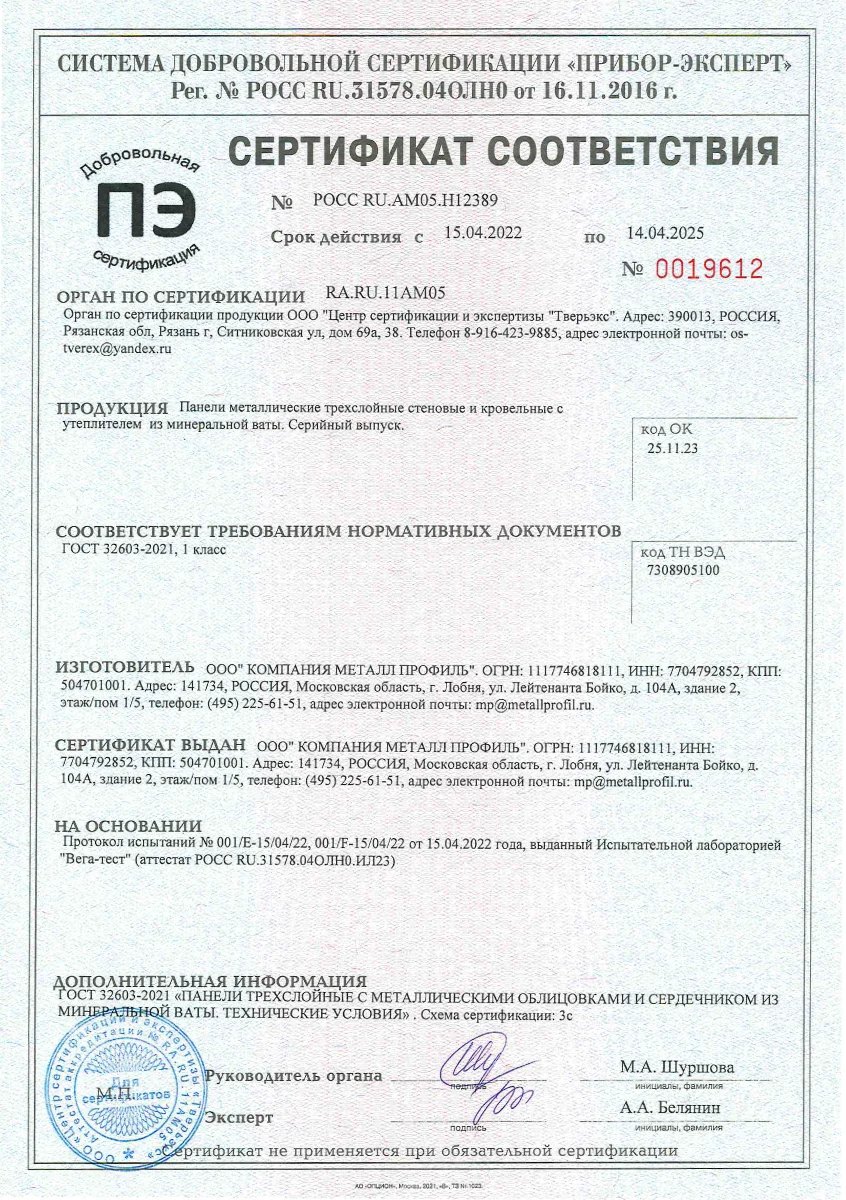 СИСТЕМА ДОБРОВОЛЬНОЙ СЕРТИФИКАЦИИ «ПРИБОР-ЭКСПЕРТ»
Рег. № РОСС RU.31578.04ОЛН0 от 16.11.2016 г.
Добровольная
ПЭ
сертификация
СЕРТИФИКАТ СООТВЕТСТВИЯ
№ РОСС RU.АМ05.Н12389
Срок действия с 15.04.2022 по 14.04.2025
№ 0019612
ОРГАН ПО СЕРТИФИКАЦИИ RA.RU.11АМ05
Орган по сертификации продукции ООО "Центр сертификации и экспертизы "Тверьэкс". Адрес: 390013, РОССИЯ,
Рязанская обл, Рязань г, Ситниковская ул, дом 69а, 38. Телефон 8-916-423-9885, адрес электронной почты: os-
tverex@yandex.ru
ПРОДУКЦИЯ Панели металлические трехслойные стеновые и кровельные с
утеплителем из минеральной ваты. Серийный выпуск.
код ОК
25.11.23
СООТВЕТСТВУЕТ ТРЕБОВАНИЯМ НОРМАТИВНЫХ ДОКУМЕНТОВ
ГОСТ 32603-2021, 1 класс
код ТН ВЭД
7308905100
ИЗГОТОВИТЕЛЬ ООО" КОМПАНИЯ МЕТАЛЛ ПРОФИЛЬ". ОГРН: 1117746818111, ИНН: 7704792852, КПП:
504701001. Адрес: 141734, РОССИЯ, Московская область, г. Лобня, ул. Лейтенанта Бойко, д. 104А, здание 2,
этаж/пом 1/5, телефон: (495) 225-61-51, адрес электронной почты: mp@metallprofil.ru.
СЕРТИФИКАТ ВЫДАН ООО" КОМПАНИЯ МЕТАЛЛ ПРОФИЛЬ". ОГРН: 1117746818111, ИНН:
7704792852, КПП: 504701001. Адрес: 141734, РОССИЯ, Московская область, г. Лобня, ул. Лейтенанта Бойко, д.
104А, здание 2, этаж/пом 1/5, телефон: (495) 225-61-51, адрес электронной почты: mp@metallprofil.ru.
НА ОСНОВАНИИ
Протокол испытаний № 001/E-15/04/22, 001/F-15/04/22 от 15.04.2022 года, выданный Испытательной лабораторией
"Вега-тест" (аттестат РОСС RU.31578.04ОЛН0.ИЛ23)
ДОПОЛНИТЕЛЬНАЯ ИНФОРМАЦИЯ
ГОСТ 32603-2021 «ПАНЕЛИ ТРЕХСЛОЙНЫЕ С МЕТАЛЛИЧЕСКИМИ ОБЛИЦОВКАМИ И СЕРДЕЧНИКОМ ИЗ
МИНЕРАЛЬНОЙ ВАТЫ. ТЕХНИЧЕСКИЕ УСЛОВИЯ» . Схема сертификации: 3с
ООО «Центр сертификации и экспертизы «Тверьэкс»
Аттестат аккредитации № RA.RU.11АМ05
Для
сертификатов
М.П.
Руководитель органа
подпись
М.А. Шуршова
инициалы, фамилия
Эксперт
подпись
А.А. Белянин
инициалы, фамилия
Сертификат не применяется при обязательной сертификации
АО «ОПЦИОН», Москва, 2021, «В», ТЗ № 1023.